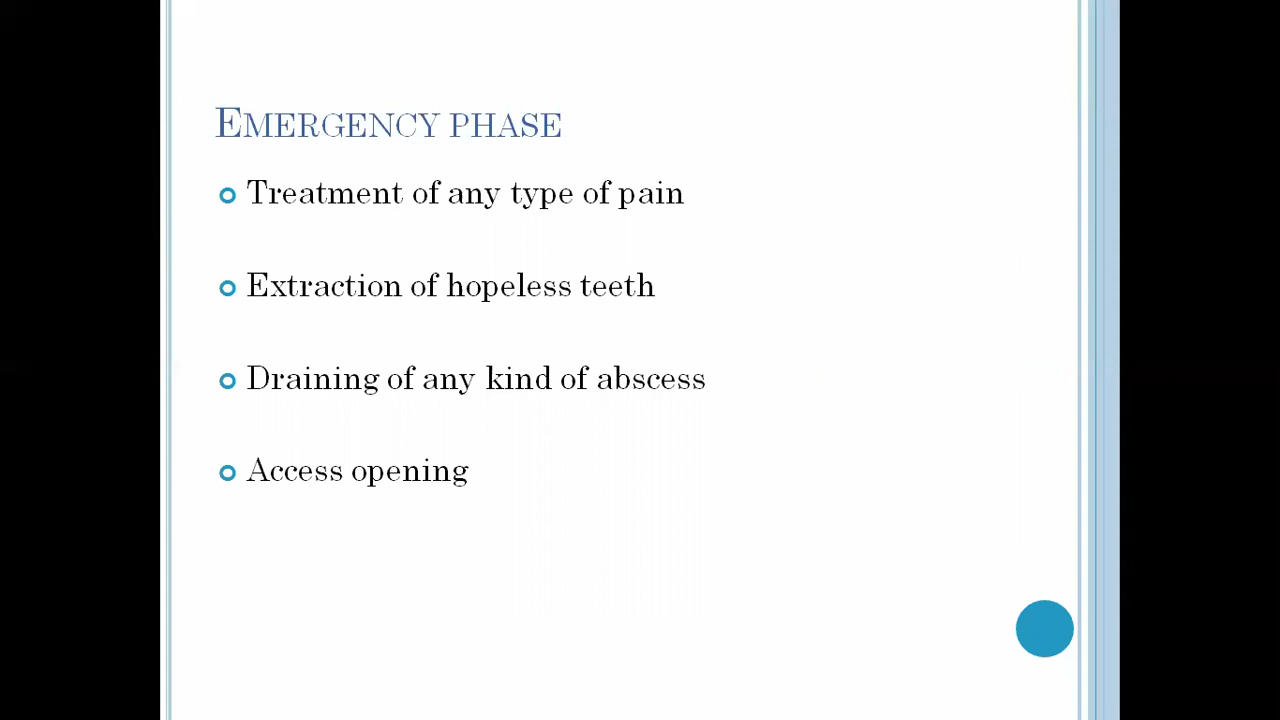 EMERGENCY PHASE
Treatment of any type of pain
Extraction of hopeless teeth
Draining of any kind of abscess
Access opening